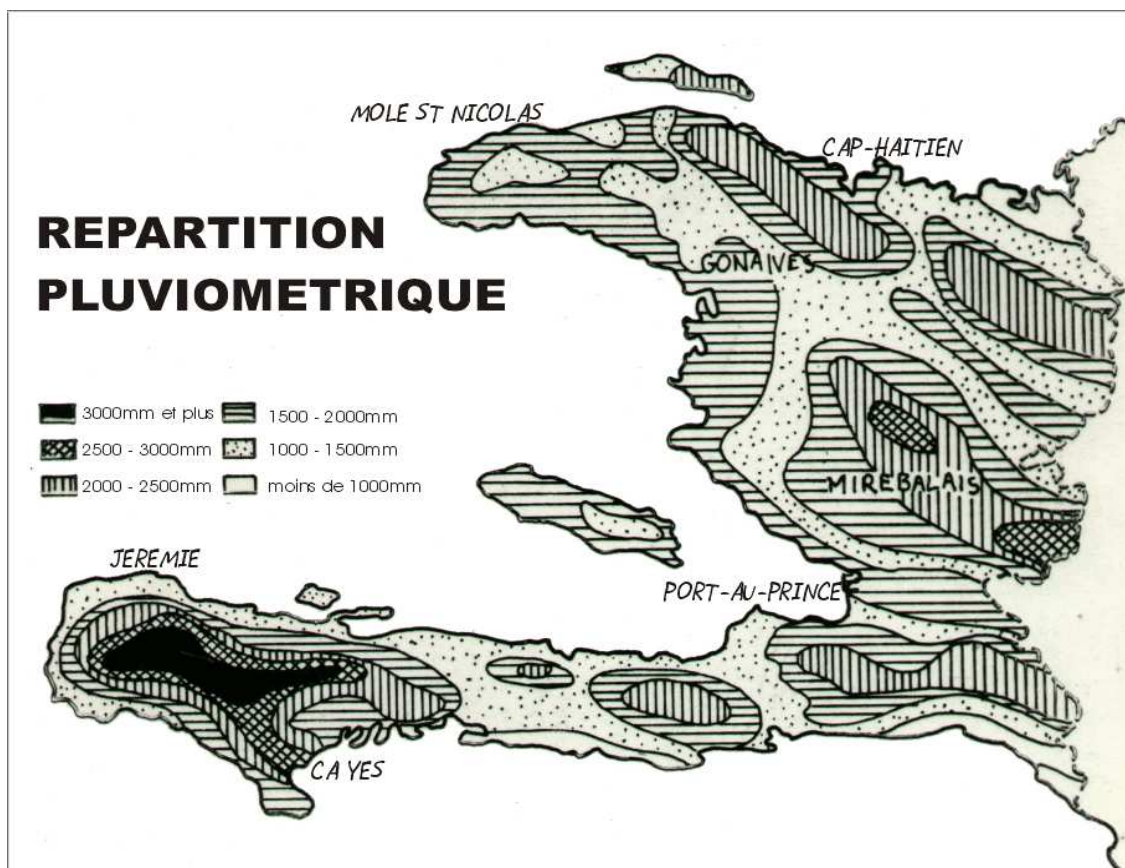 MOLE ST NICOLAS
CAP-HAITIEN
REPARTITION
PLUVIOMETRIQUE
GONAIVES
3000mm et plus
1500 - 2000mm
2500 - 3000mm
1000 - 1500mm
2000 - 2500mm
moins de 1000mm
MIREBALAIS
JEREMIE
PORT-AU-PRINCE
CAYES